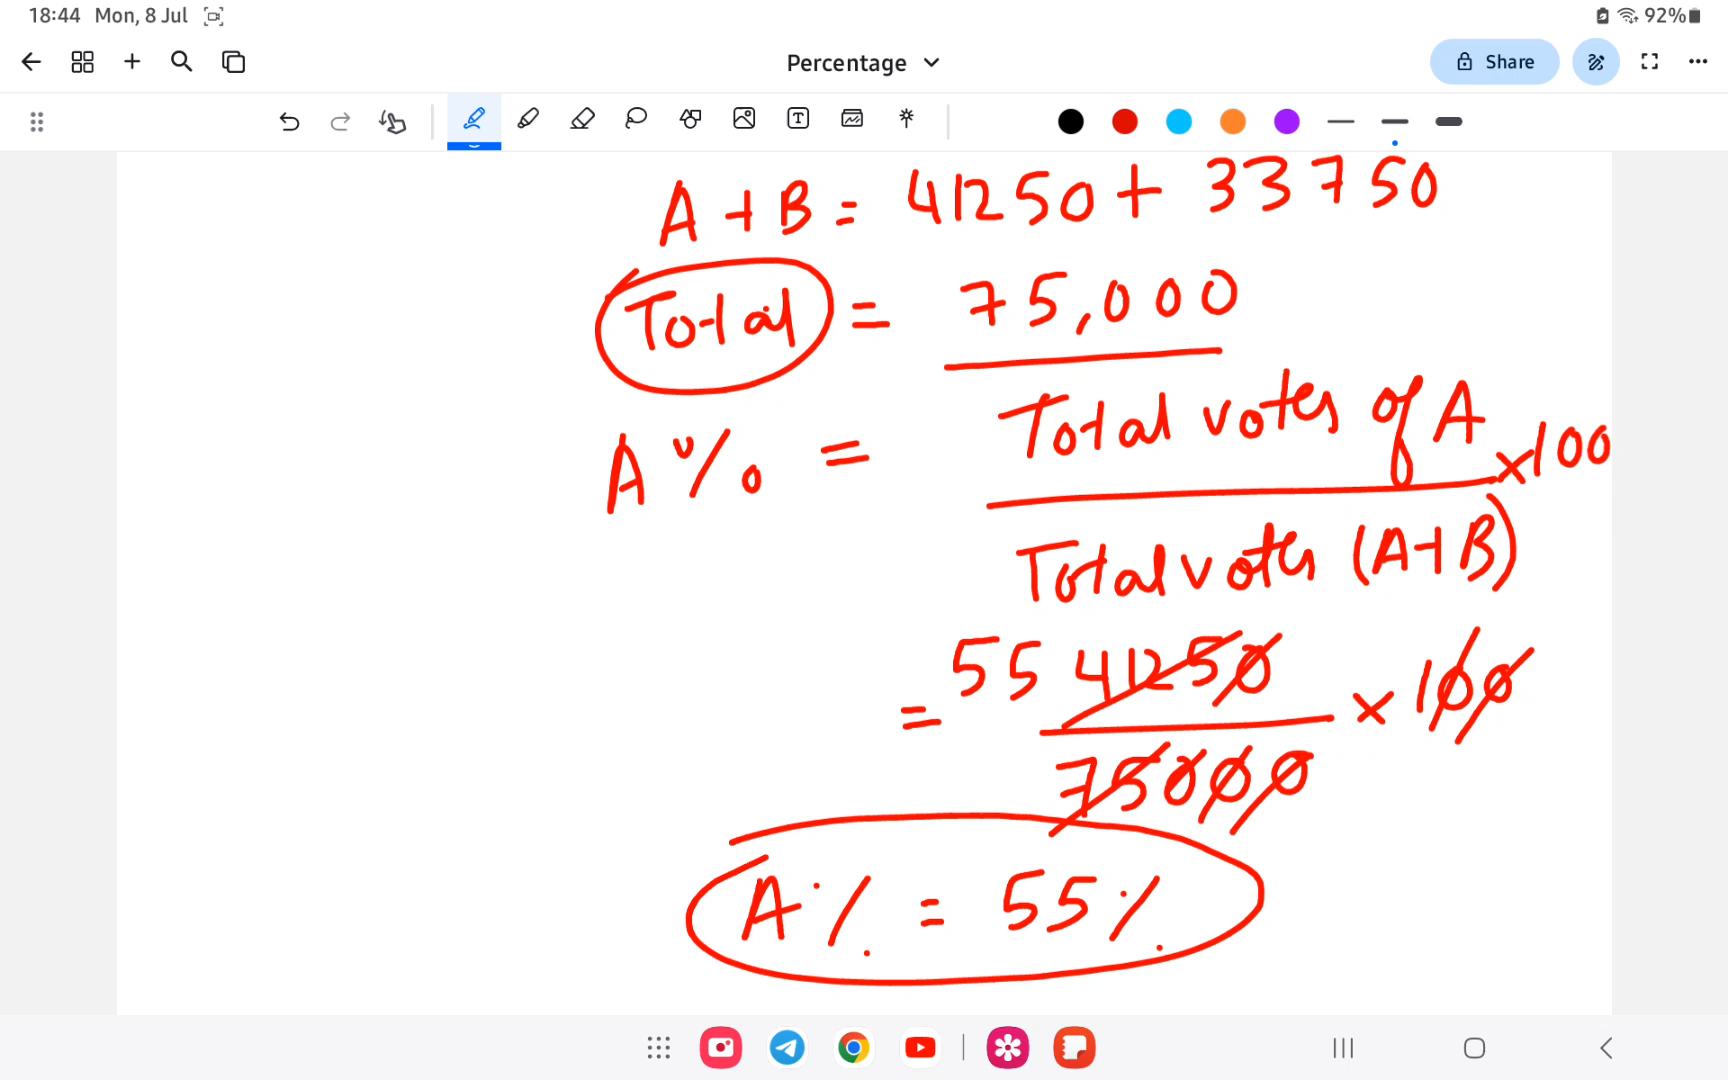 18:44 Mon, 8 Jul 92%
Percentage
Share
A+B = 41250 + 33750
Total = 75,000
A% = Total votes of A ×100
Total votes (A+B)
= 55 41250 × 100
75000
A% = 55%